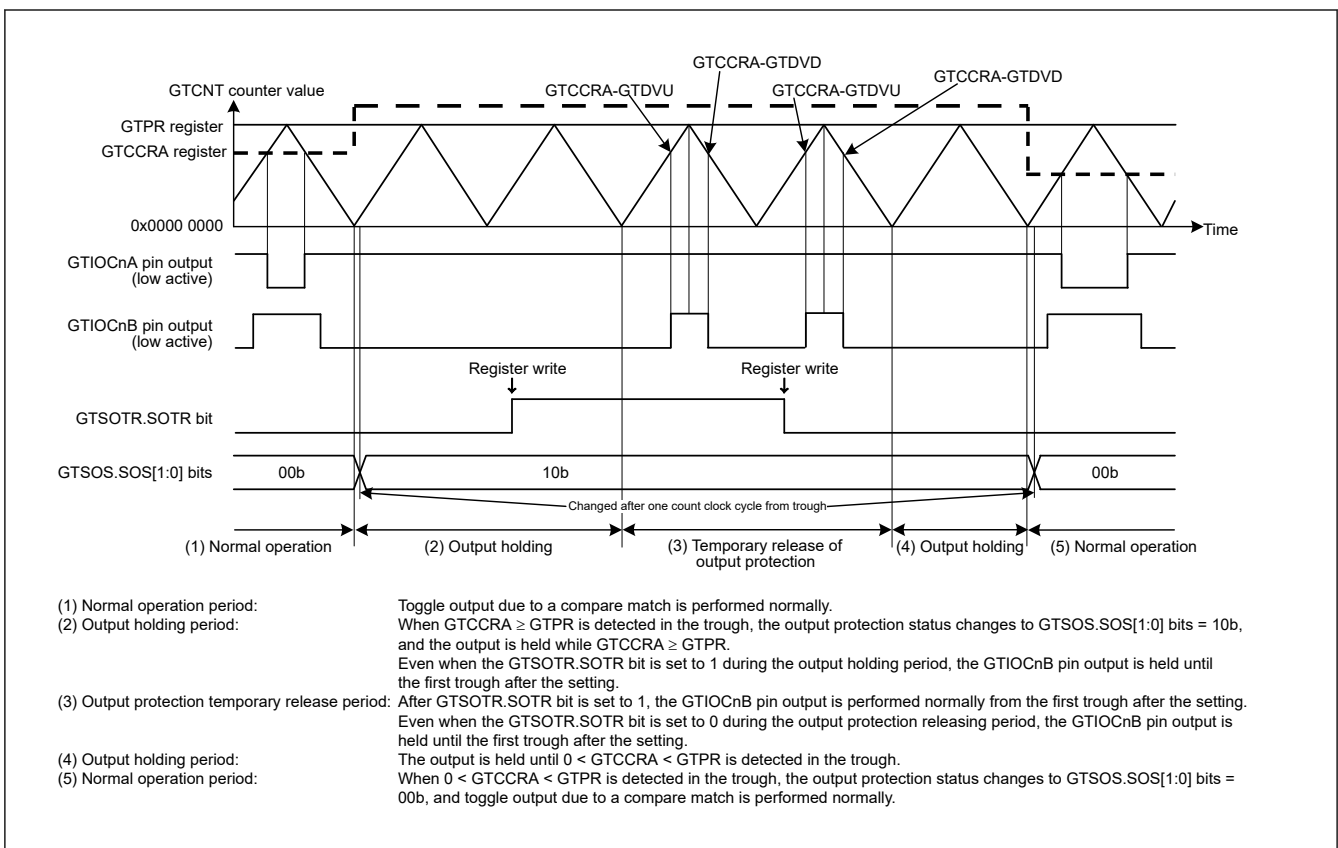 GTCCRA-GTDVD
GTCCRA-GTDVD
GTCNT counter value
GTCCRA-GTDVU
GTCCRA-GTDVU
GTPR register
GTCCRA register
0x0000 0000
Time
GTIOCnA pin output
(low active)
GTIOCnB pin output
(low active)
Register write
Register write
GTSOTR.SOTR bit
GTSOS.SOS[1:0] bits
00b
10b
00b
Changed after one count clock cycle from trough
(1) Normal operation
(2) Output holding
(3) Temporary release of
output protection
(4) Output holding
(5) Normal operation
(1) Normal operation period: Toggle output due to a compare match is performed normally.
(2) Output holding period: When GTCCRA ≥ GTPR is detected in the trough, the output protection status changes to GTSOS.SOS[1:0] bits = 10b,
and the output is held while GTCCRA ≥ GTPR.
Even when the GTSOTR.SOTR bit is set to 1 during the output holding period, the GTIOCnB pin output is held until
the first trough after the setting.
(3) Output protection temporary release period: After GTSOTR.SOTR bit is set to 1, the GTIOCnB pin output is performed normally from the first trough after the setting.
Even when the GTSOTR.SOTR bit is set to 0 during the output protection releasing period, the GTIOCnB pin output is
held until the first trough after the setting.
(4) Output holding period: The output is held until 0 < GTCCRA < GTPR is detected in the trough.
(5) Normal operation period: When 0 < GTCCRA < GTPR is detected in the trough, the output protection status changes to GTSOS.SOS[1:0] bits =
00b, and toggle output due to a compare match is performed normally.